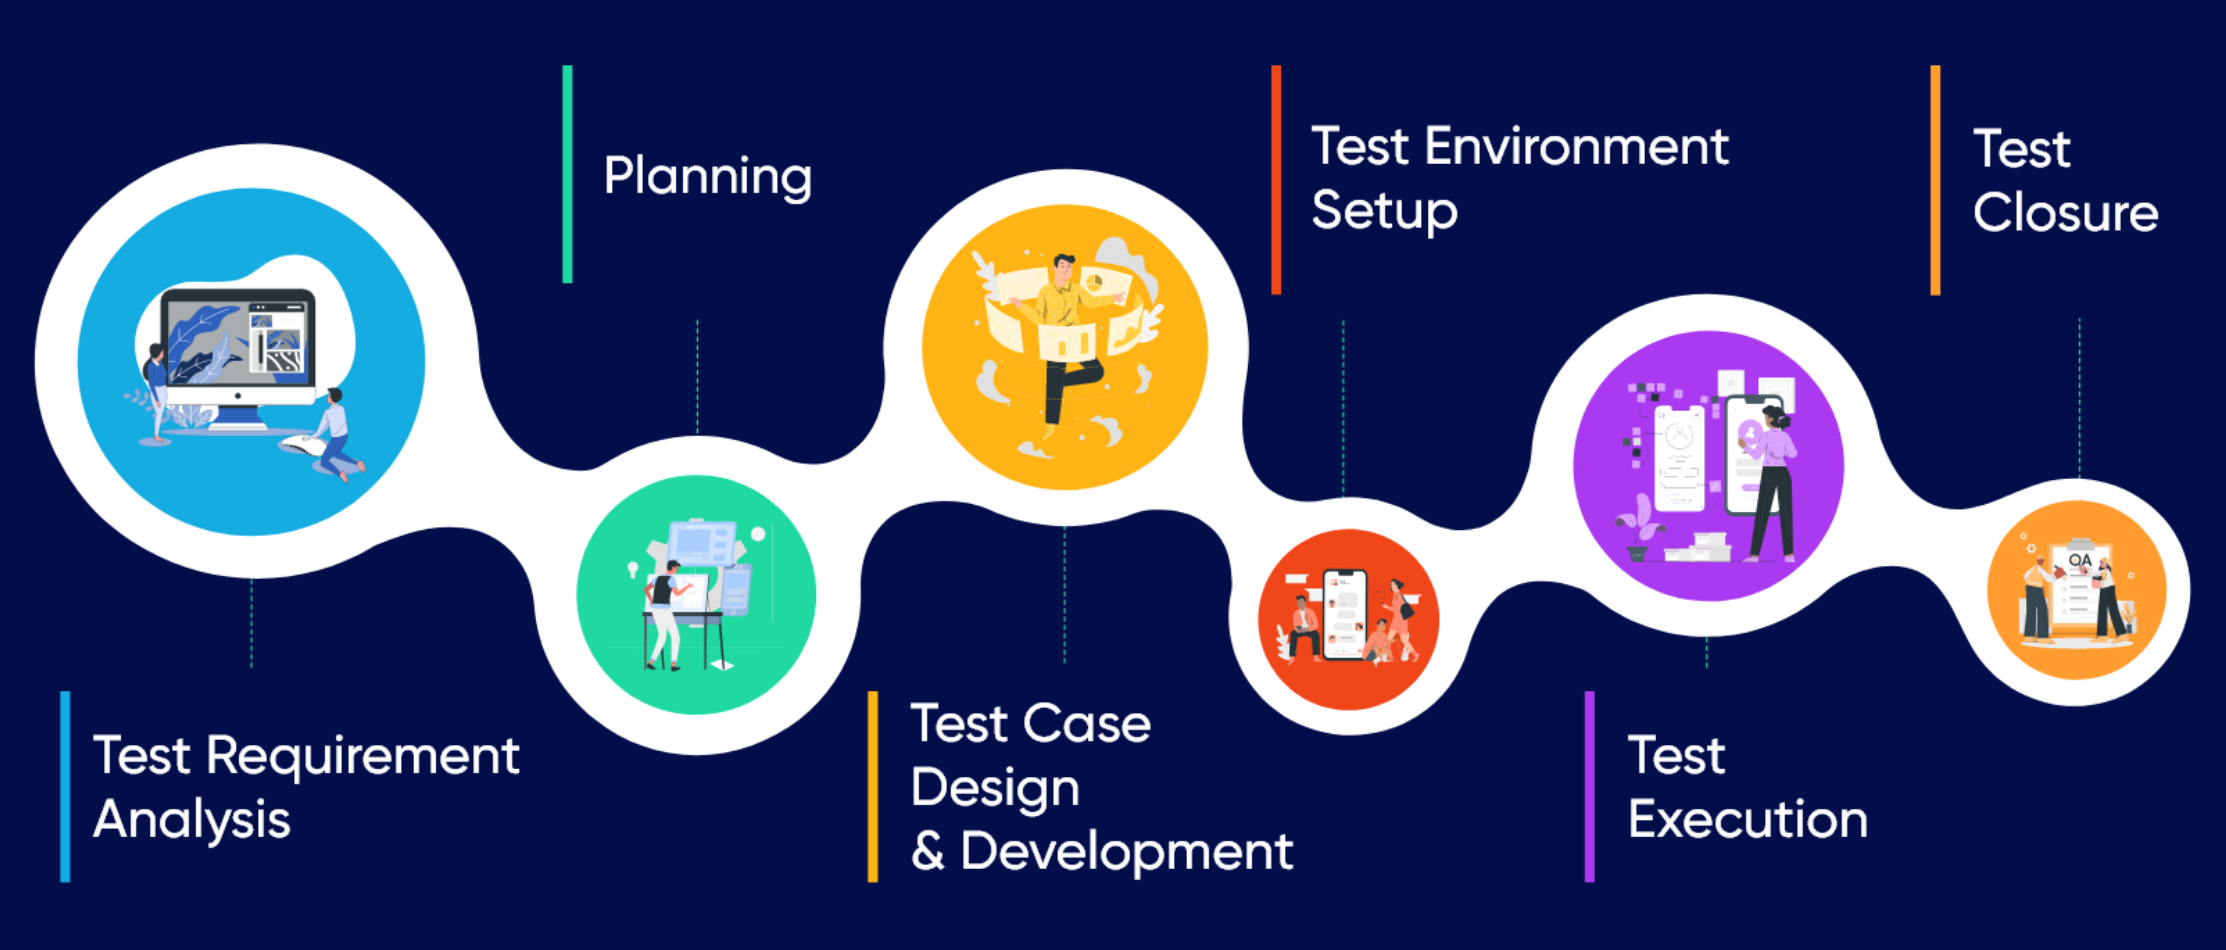 Test Requirement
Analysis
Planning
Test Case
Design
& Development
Test Environment
Setup
Test
Execution
Test
Closure
QA